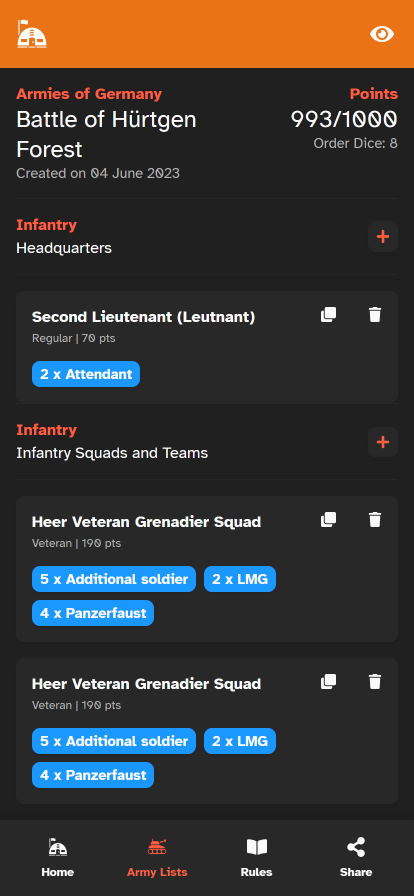 Armies of Germany
Points
Battle of Hürtgen
993/1000
Forest
Order Dice: 8
Created on 04 June 2023
Infantry
Headquarters
Second Lieutenant (Leutnant)
Regular | 70 pts
2 x Attendant
Infantry
Infantry Squads and Teams
Heer Veteran Grenadier Squad
Veteran | 190 pts
5 x Additional soldier 2 x LMG
4 x Panzerfaust
Heer Veteran Grenadier Squad
Veteran | 190 pts
5 x Additional soldier 2 x LMG
4 x Panzerfaust
Home Army Lists Rules Share